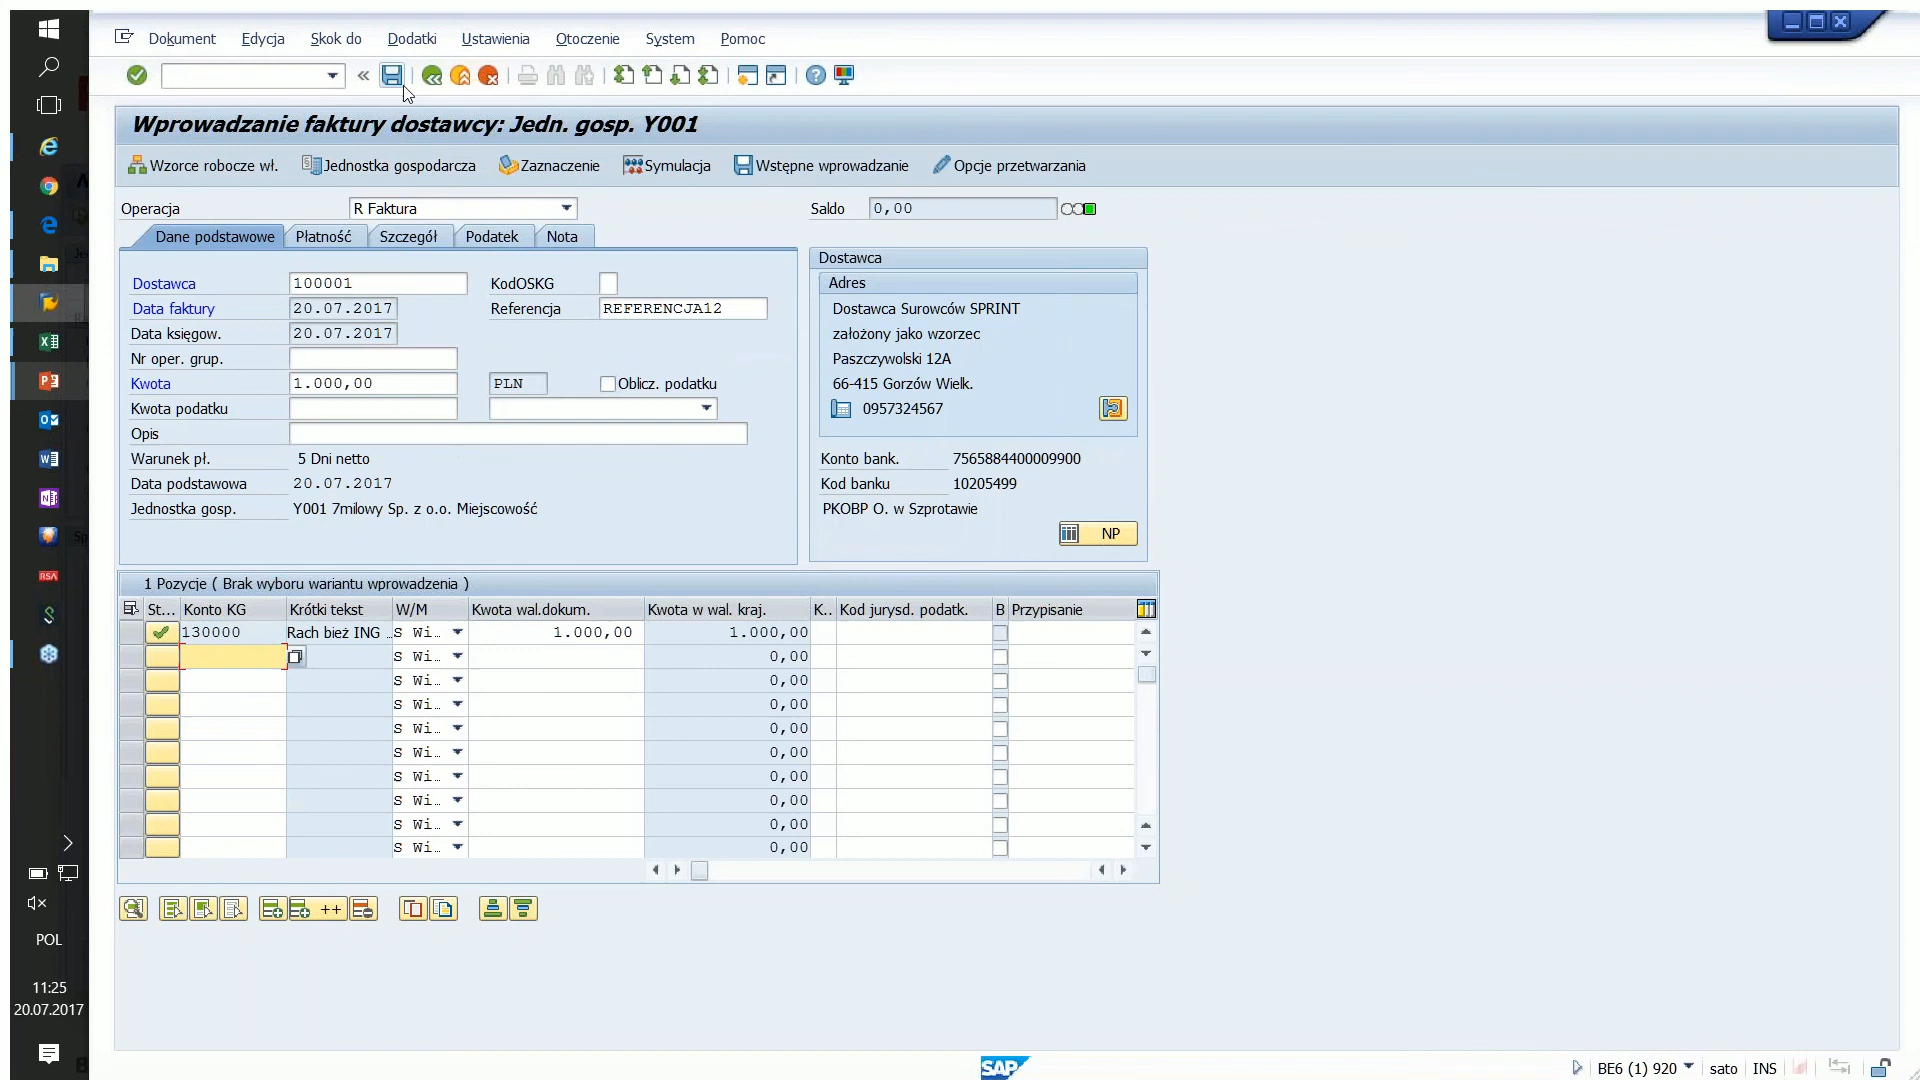 Dokument Edycja Skok do Dodatki Ustawienia Otoczenie System Pomoc
Wprowadzanie faktury dostawcy: Jedn. gosp. Y001
Wzorce robocze wł. Jednostka gospodarcza Zaznaczenie Symulacja Wstępne wprowadzanie Opcje przetwarzania
Operacja R Faktura Saldo 0,00
Dane podstawowe Płatność Szczegół Podatek Nota
Dostawca 100001 KodOSKG
Data faktury 20.07.2017 Referencja REFERENCJA12
Data księgow. 20.07.2017
Nr oper. grup.
Kwota 1.000,00 PLN Oblicz. podatku
Kwota podatku
Opis
Warunek pł. 5 Dni netto
Data podstawowa 20.07.2017
Jednostka gosp. Y001 7milowy Sp. z o.o. Miejscowość
Dostawca
Adres
Dostawca Surowców SPRINT
założony jako wzorzec
Paszczywolski 12A
66-415 Gorzów Wielk.
0957324567
Konto bank. 7565884400009900
Kod banku 10205499
PKOBP O. w Szprotawie
NP
1 Pozycje ( Brak wyboru wariantu wprowadzenia )
St... Konto KG Krótki tekst W/M Kwota wal.dokum. Kwota w wal. kraj. K.. Kod jurysd. podatk. B Przypisanie
130000 Rach bież ING .. S Wi… 1.000,00 1.000,00
S Wi… 0,00
S Wi… 0,00
S Wi… 0,00
S Wi… 0,00
S Wi… 0,00
S Wi… 0,00
S Wi… 0,00
S Wi… 0,00
S Wi… 0,00
++
RSA
POL
11:25
20.07.2017
SAP
BE6 (1) 920 sato INS